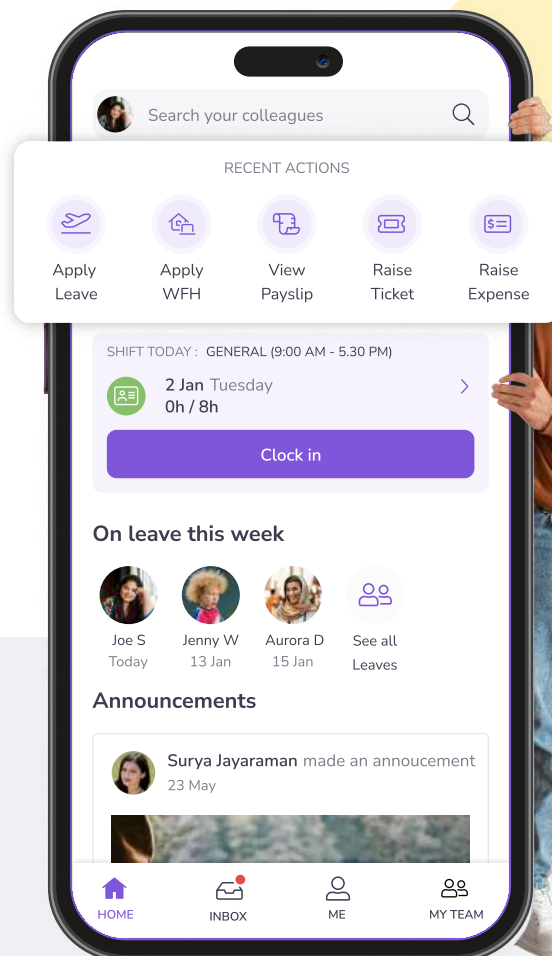 Search your colleagues
RECENT ACTIONS
Apply Leave
Apply WFH
View Payslip
Raise Ticket
Raise Expense
SHIFT TODAY : GENERAL (9:00 AM - 5.30 PM)
2 Jan Tuesday
0h / 8h
Clock in
On leave this week
Joe S
Today
Jenny W
13 Jan
Aurora D
15 Jan
See all
Leaves
Announcements
Surya Jayaraman made an annoucement
23 May
HOME
INBOX
ME
MY TEAM